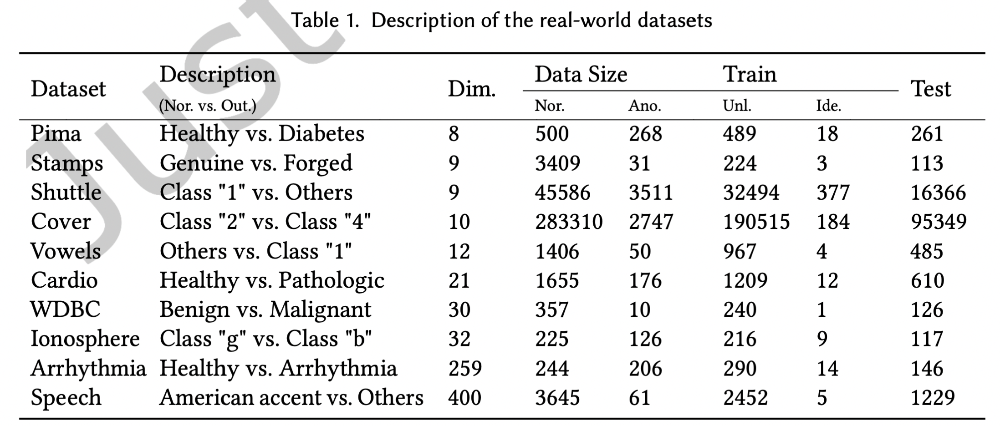 Just
Table 1. Description of the real-world datasets
Dataset Description (Nor. vs. Out.) Dim. Data Size Train Test
Nor. Ano. Unl. Ide.
Pima Healthy vs. Diabetes 8 500 268 489 18 261
Stamps Genuine vs. Forged 9 3409 31 224 3 113
Shuttle Class "1" vs. Others 9 45586 3511 32494 377 16366
Cover Class "2" vs. Class "4" 10 283310 2747 190515 184 95349
Vowels Others vs. Class "1" 12 1406 50 967 4 485
Cardio Healthy vs. Pathologic 21 1655 176 1209 12 610
WDBC Benign vs. Malignant 30 357 10 240 1 126
Ionosphere Class "g" vs. Class "b" 32 225 126 216 9 117
Arrhythmia Healthy vs. Arrhythmia 259 244 206 290 14 146
Speech American accent vs. Others 400 3645 61 2452 5 1229